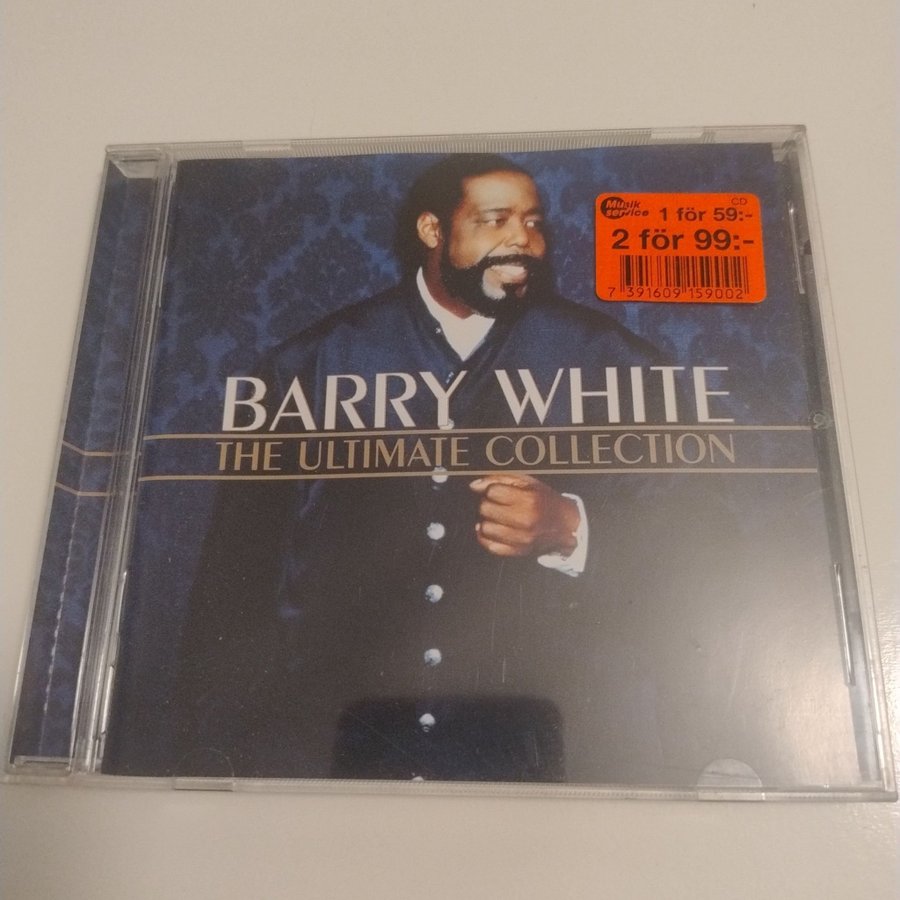 Musik service
CD
1 för 59:-
2 för 99:-
7 391609 159002
BARRY WHITE
THE ULTIMATE COLLECTION